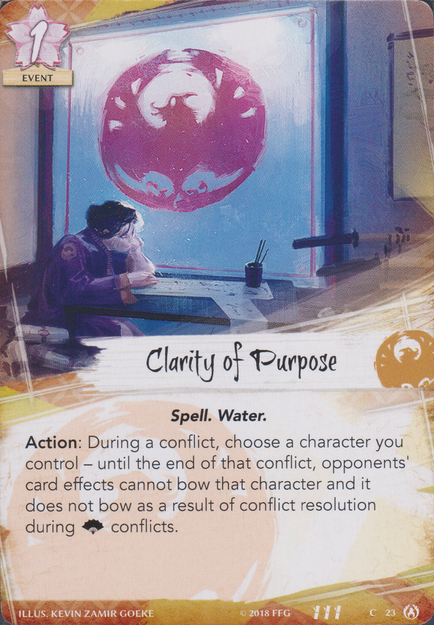 1
EVENT
Clarity of Purpose
Spell. Water.
Action: During a conflict, choose a character you
control – until the end of that conflict, opponents'
card effects cannot bow that character and it
does not bow as a result of conflict resolution
during conflicts.
ILLUS. KEVIN ZAMIR GOEKE © 2018 FFG C 23